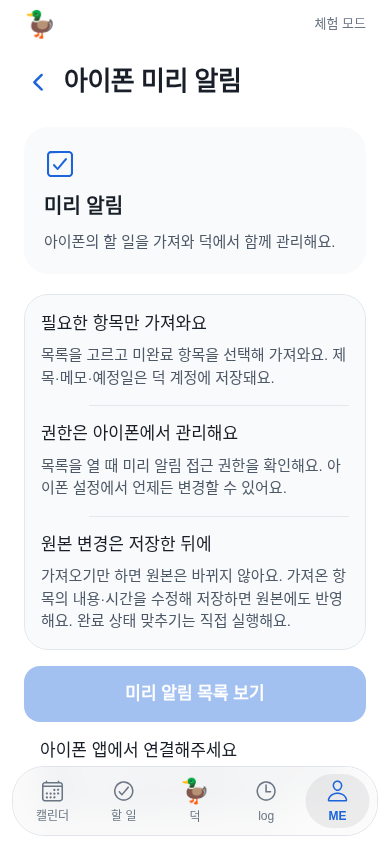 체험 모드
아이폰 미리 알림
미리 알림
아이폰의 할 일을 가져와 덕에서 함께 관리해요.
필요한 항목만 가져와요
목록을 고르고 미완료 항목을 선택해 가져와요. 제
목·메모·예정일은 덕 계정에 저장돼요.
권한은 아이폰에서 관리해요
목록을 열 때 미리 알림 접근 권한을 확인해요. 아
이폰 설정에서 언제든 변경할 수 있어요.
원본 변경은 저장한 뒤에
가져오기만 하면 원본은 바뀌지 않아요. 가져온 항
목의 내용·시간을 수정해 저장하면 원본에도 반영
해요. 완료 상태 맞추기는 직접 실행해요.
미리 알림 목록 보기
아이폰 앱에서 연결해주세요
캘린더
할 일
덕
log
ME